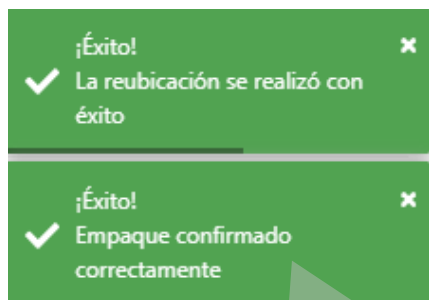 ¡Éxito!
La reubicación se realizó con
éxito
¡Éxito!
Empaque confirmado
correctamente